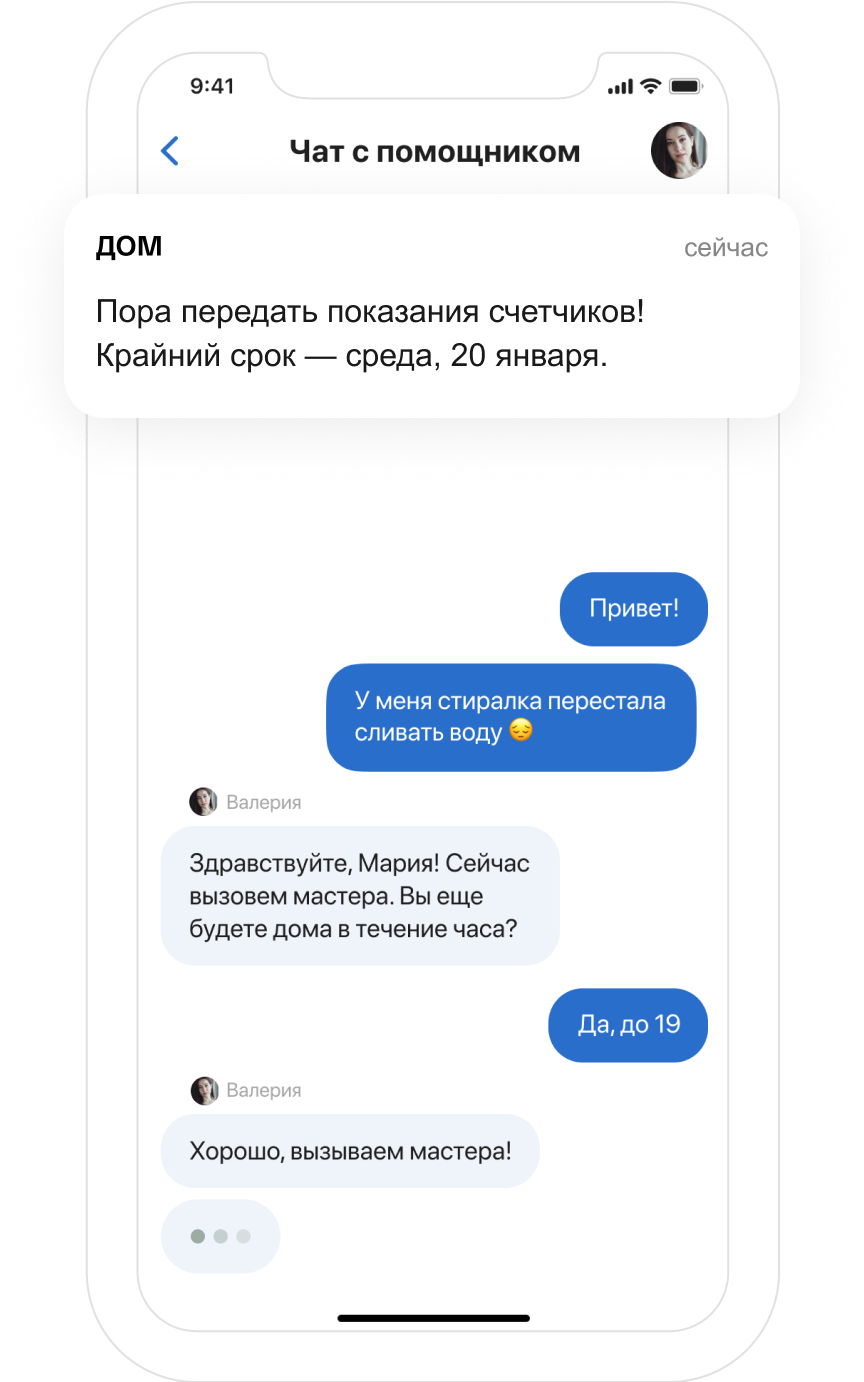 9:41
Чат с помощником
ДОМ
сейчас
Пора передать показания счетчиков!
Крайний срок — среда, 20 января.
Привет!
У меня стиралка перестала
сливать воду 😔
Валерия
Здравствуйте, Мария! Сейчас
вызовем мастера. Вы еще
будете дома в течение часа?
Да, до 19
Валерия
Хорошо, вызываем мастера!